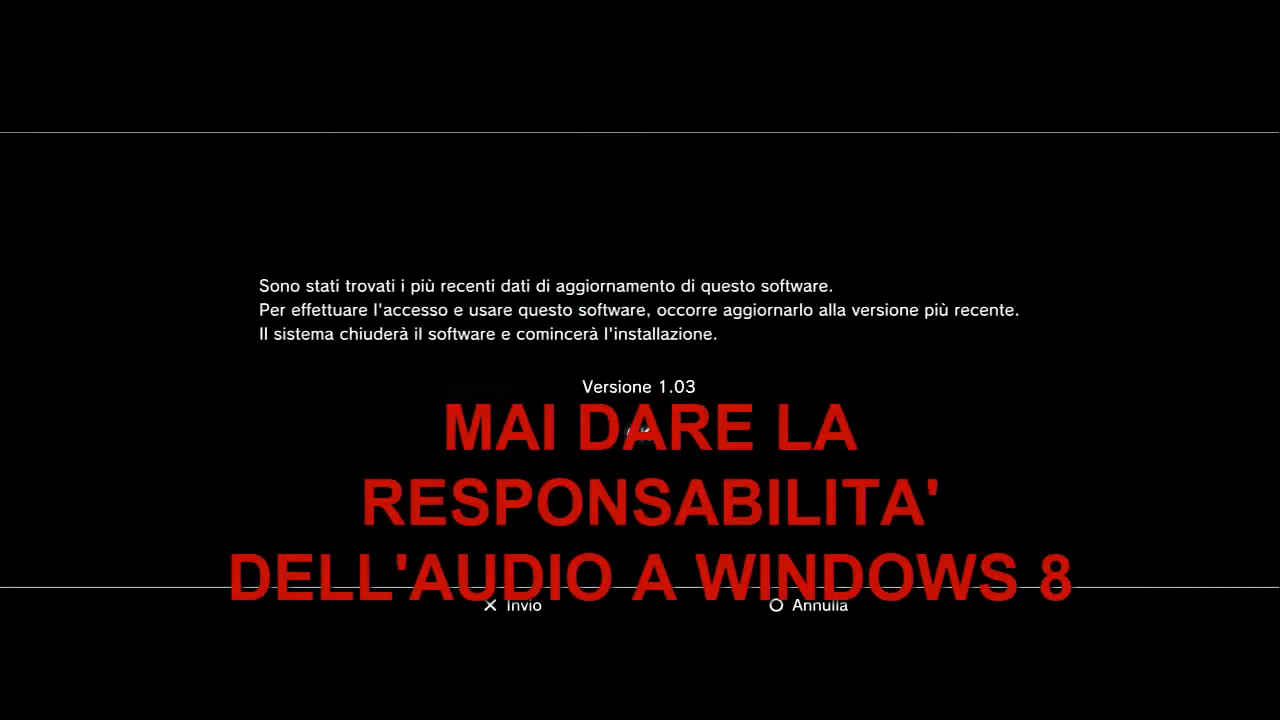 Sono stati trovati i più recenti dati di aggiornamento di questo software.
Per effettuare l'accesso e usare questo software, occorre aggiornarlo alla versione più recente.
Il sistema chiuderà il software e comincerà l'installazione.
Versione 1.03
MAI DARE LA
RESPONSABILITA'
DELL'AUDIO A WINDOWS 8
Invio
Annulla